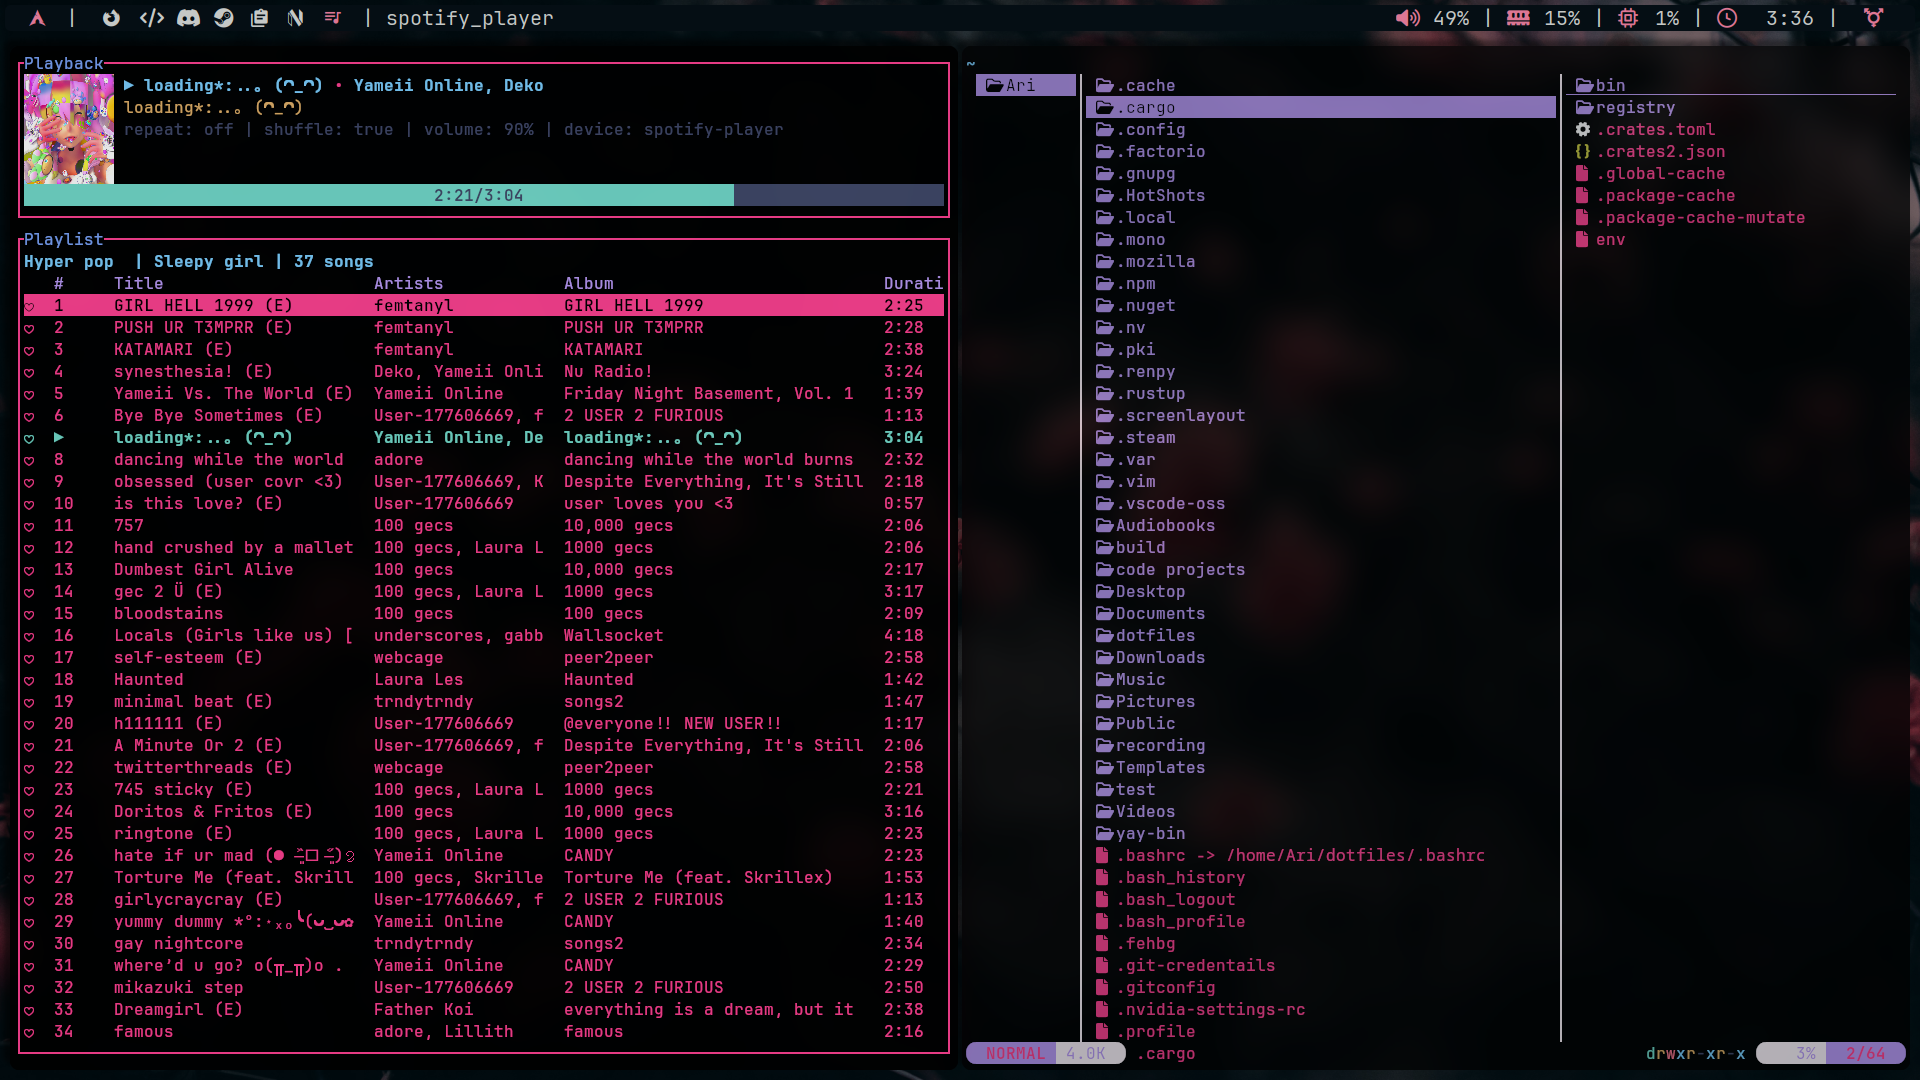 | </> N | spotify_player 49% | 15% | 1% | 3:36 |
Playback
▶ loading*:..。 (ᴖ_ᴖ) • Yameii Online, Deko
loading*:..。 (ᴖ_ᴖ)
repeat: off | shuffle: true | volume: 90% | device: spotify-player
2:21/3:04
Playlist
Hyper pop | Sleepy girl | 37 songs
# Title Artists Album Durati
♡ 1 GIRL HELL 1999 (E) femtanyl GIRL HELL 1999 2:25
♡ 2 PUSH UR T3MPRR (E) femtanyl PUSH UR T3MPRR 2:28
♡ 3 KATAMARI (E) femtanyl KATAMARI 2:38
♡ 4 synesthesia! (E) Deko, Yameii Onli Nu Radio! 3:24
♡ 5 Yameii Vs. The World (E) Yameii Online Friday Night Basement, Vol. 1 1:39
♡ 6 Bye Bye Sometimes (E) User-177606669, f 2 USER 2 FURIOUS 1:13
♡ ▶ loading*:..。 (ᴖ_ᴖ) Yameii Online, De loading*:..。 (ᴖ_ᴖ) 3:04
♡ 8 dancing while the world adore dancing while the world burns 2:32
♡ 9 obsessed (user covr <3) User-177606669, K Despite Everything, It's Still 2:18
♡ 10 is this love? (E) User-177606669 user loves you <3 0:57
♡ 11 757 100 gecs 10,000 gecs 2:06
♡ 12 hand crushed by a mallet 100 gecs, Laura L 1000 gecs 2:06
♡ 13 Dumbest Girl Alive 100 gecs 10,000 gecs 2:17
♡ 14 gec 2 Ü (E) 100 gecs, Laura L 1000 gecs 3:17
♡ 15 bloodstains 100 gecs 100 gecs 2:09
♡ 16 Locals (Girls like us) [ underscores, gabb Wallsocket 4:18
♡ 17 self-esteem (E) webcage peer2peer 2:58
♡ 18 Haunted Laura Les Haunted 1:42
♡ 19 minimal beat (E) trndytrndy songs2 1:47
♡ 20 h111111 (E) User-177606669 @everyone!! NEW USER!! 1:17
♡ 21 A Minute Or 2 (E) User-177606669, f Despite Everything, It's Still 2:06
♡ 22 twitterthreads (E) webcage peer2peer 2:58
♡ 23 745 sticky (E) 100 gecs, Laura L 1000 gecs 2:21
♡ 24 Doritos & Fritos (E) 100 gecs 10,000 gecs 3:16
♡ 25 ringtone (E) 100 gecs, Laura L 1000 gecs 2:23
♡ 26 hate if ur mad Yameii Online CANDY 2:23
♡ 27 Torture Me (feat. Skrill 100 gecs, Skrille Torture Me (feat. Skrillex) 1:53
♡ 28 girlycraycray (E) User-177606669, f 2 USER 2 FURIOUS 1:13
♡ 29 yummy dummy Yameii Online CANDY 1:40
♡ 30 gay nightcore trndytrndy songs2 2:34
♡ 31 where'd u go? o(╥_╥)o . Yameii Online CANDY 2:29
♡ 32 mikazuki step User-177606669 2 USER 2 FURIOUS 2:50
♡ 33 Dreamgirl (E) Father Koi everything is a dream, but it 2:38
♡ 34 famous adore, Lillith famous 2:16
~
Ari
.cache
.cargo
.config
.factorio
.gnupg
.HotShots
.local
.mono
.mozilla
.npm
.nuget
.nv
.pki
.renpy
.rustup
.screenlayout
.steam
.var
.vim
.vscode-oss
Audiobooks
build
code projects
Desktop
Documents
dotfiles
Downloads
Music
Pictures
Public
recording
Templates
test
Videos
yay-bin
.bashrc -> /home/Ari/dotfiles/.bashrc
.bash_history
.bash_logout
.bash_profile
.fehbg
.git-credentails
.gitconfig
.nvidia-settings-rc
.profile
bin
registry
.crates.toml
{} .crates2.json
.global-cache
.package-cache
.package-cache-mutate
env
NORMAL 4.0K .cargo drwxr-xr-x 3% 2/64